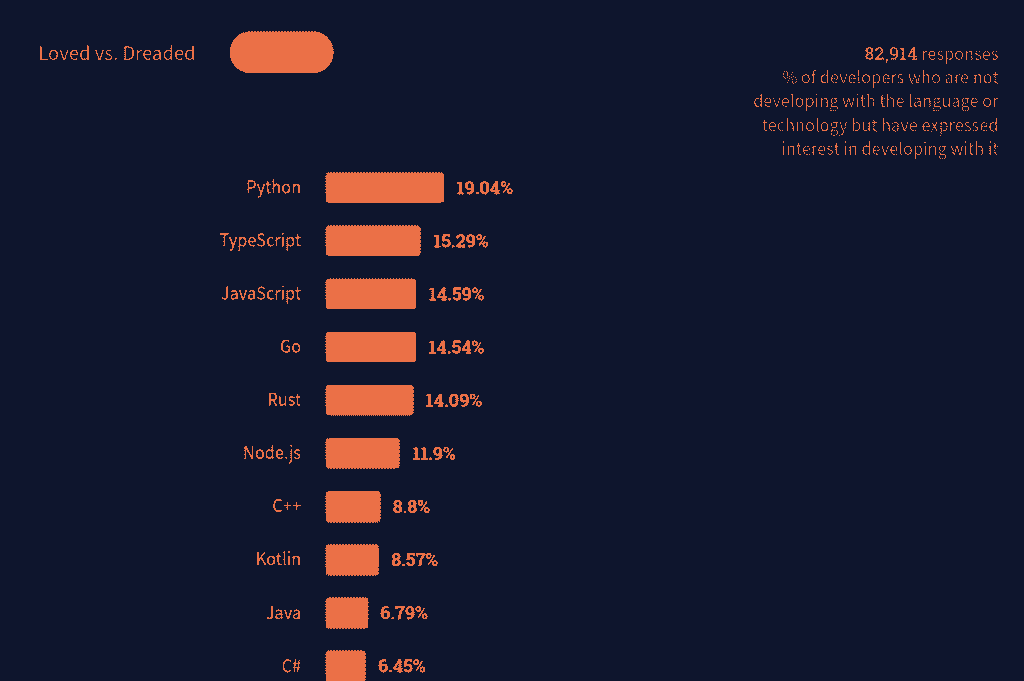 Loved vs. Dreaded
82,914 responses
% of developers who are not
developing with the language or
technology but have expressed
interest in developing with it
Python 19.04%
TypeScript 15.29%
JavaScript 14.59%
Go 14.54%
Rust 14.09%
Node.js 11.9%
C++ 8.8%
Kotlin 8.57%
Java 6.79%
C# 6.45%